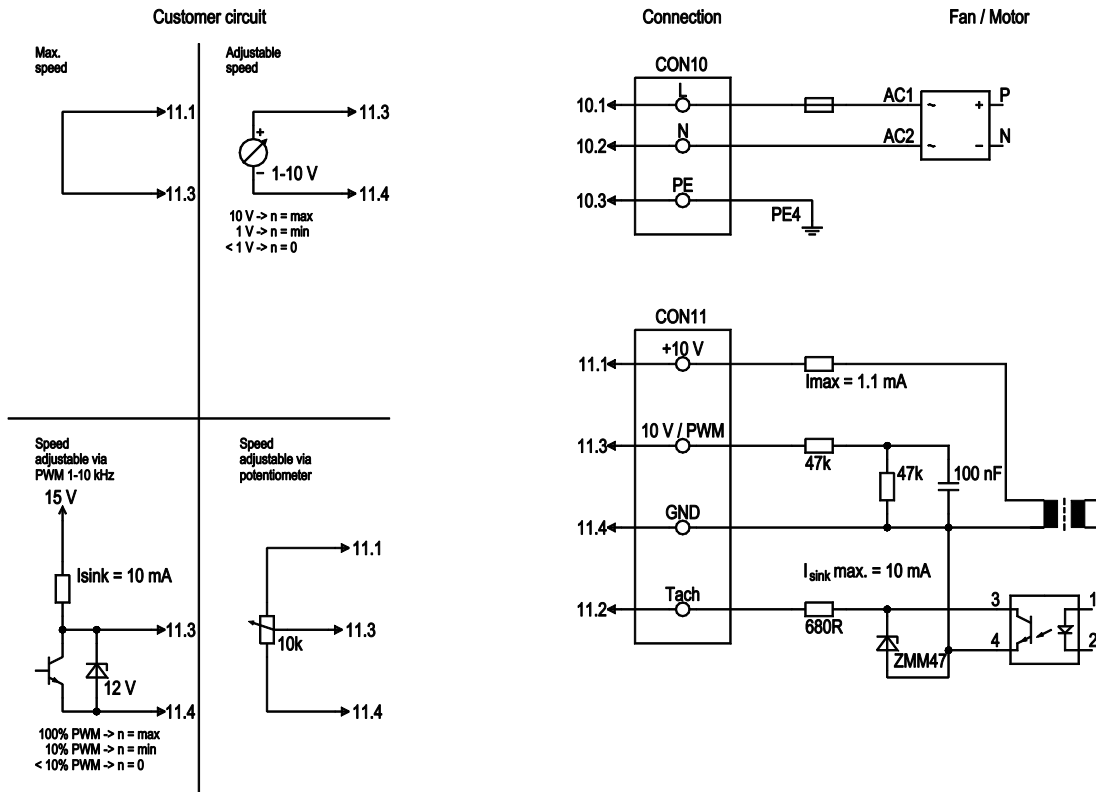 Customer circuit
Connection
Fan / Motor
Max.
speed
11.1
11.3
Adjustable
speed
11.3
+
−
1-10 V
11.4
10 V -> n = max
1 V -> n = min
< 1 V -> n = 0
CON10
10.1
L
AC1
~
+
P
10.2
N
AC2
~
−
N
10.3
PE
PE4
CON11
11.1
+10 V
Imax = 1.1 mA
11.3
10 V / PWM
47k
47k
100 nF
11.4
GND
Isink max. = 10 mA
11.2
Tach
680R
ZMM47
3
4
1
2
Speed
adjustable via
PWM 1-10 kHz
15 V
Isink = 10 mA
11.3
12 V
11.4
100% PWM -> n = max
10% PWM -> n = min
< 10% PWM -> n = 0
Speed
adjustable via
potentiometer
11.1
11.3
10k
11.4